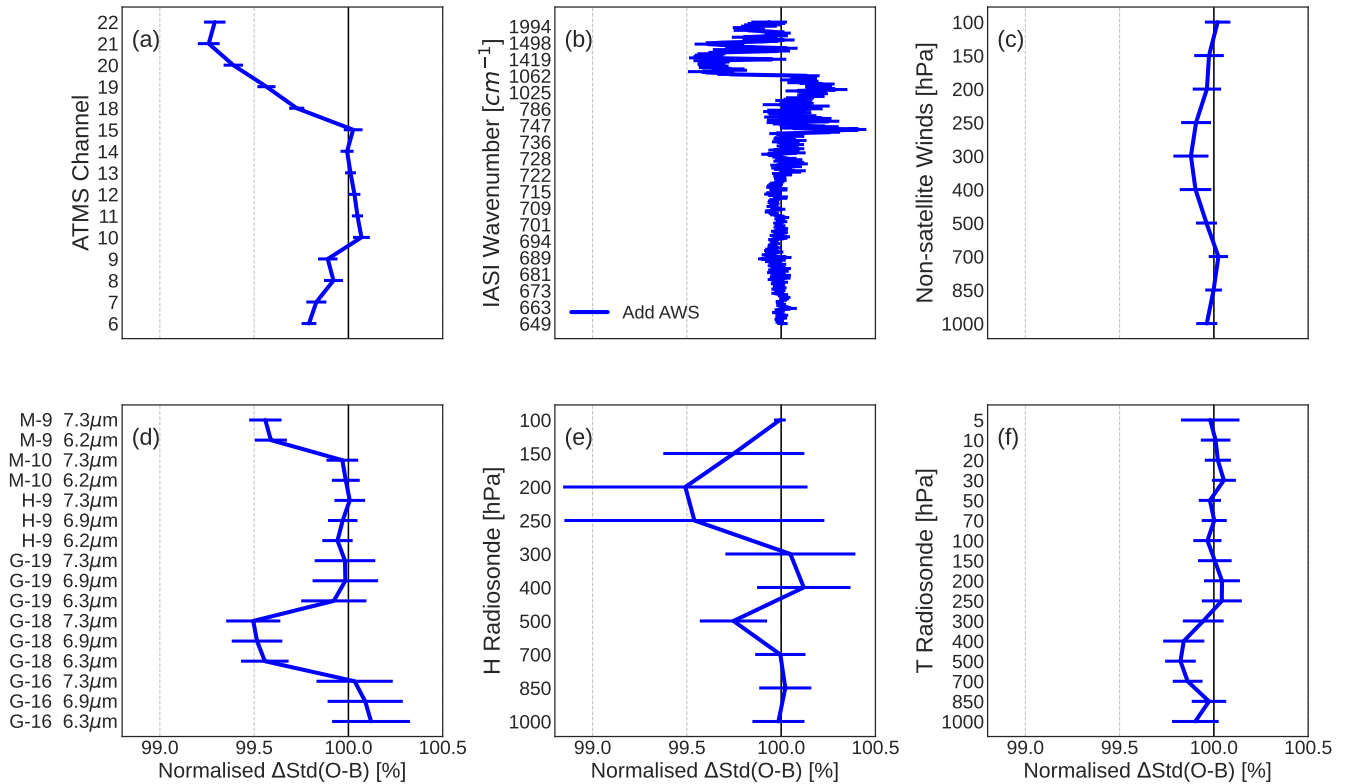 (a)
ATMS Channel
22
21
20
19
18
15
14
13
12
11
10
9
8
7
6
(b)
IASI Wavenumber [cm⁻¹]
1994
1498
1419
1062
1025
786
747
736
728
722
715
709
701
694
689
681
673
663
649
Add AWS
(c)
Non-satellite Winds [hPa]
100
150
200
250
300
400
500
700
850
1000
(d)
M-9 7.3μm
M-9 6.2μm
M-10 7.3μm
M-10 6.2μm
H-9 7.3μm
H-9 6.9μm
H-9 6.2μm
G-19 7.3μm
G-19 6.9μm
G-19 6.3μm
G-18 7.3μm
G-18 6.9μm
G-18 6.3μm
G-16 7.3μm
G-16 6.9μm
G-16 6.3μm
99.0 99.5 100.0 100.5
Normalised ΔStd(O-B) [%]
(e)
H Radiosonde [hPa]
100
150
200
250
300
400
500
700
850
1000
99.0 99.5 100.0 100.5
Normalised ΔStd(O-B) [%]
(f)
T Radiosonde [hPa]
5
10
20
30
50
70
100
150
200
250
300
400
500
700
850
1000
99.0 99.5 100.0 100.5
Normalised ΔStd(O-B) [%]